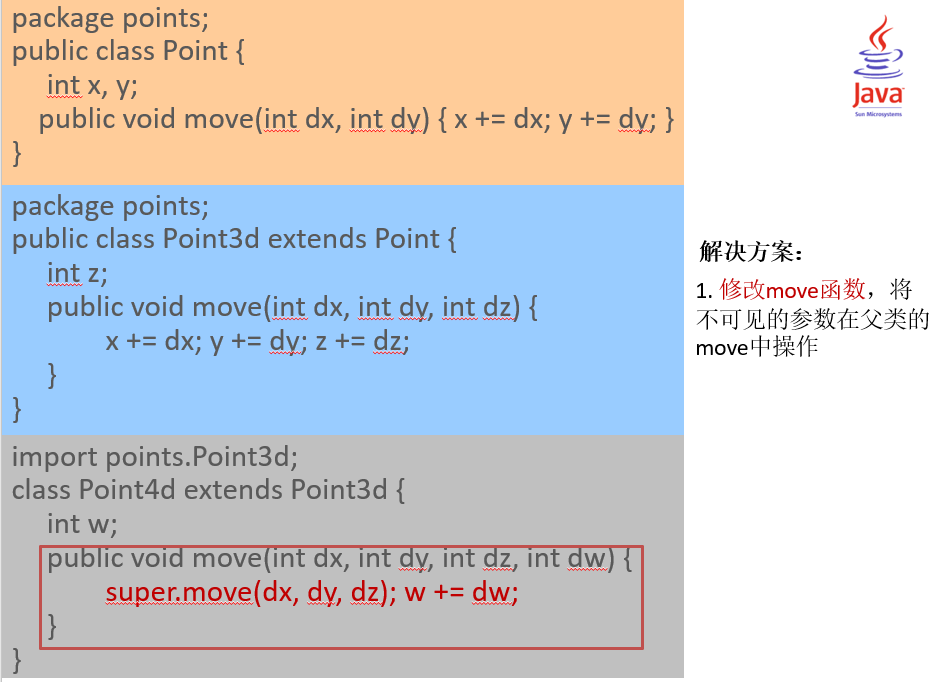 package points;
public class Point {
int x, y;
public void move(int dx, int dy) { x += dx; y += dy; }
}
package points;
public class Point3d extends Point {
int z;
public void move(int dx, int dy, int dz) {
x += dx; y += dy; z += dz;
}
}
import points.Point3d;
class Point4d extends Point3d {
int w;
public void move(int dx, int dy, int dz, int dw) {
super.move(dx, dy, dz); w += dw;
}
}
Java
Sun Microsystems
解决方案：
1. 修改move函数，将
不可见的参数在父类的
move中操作